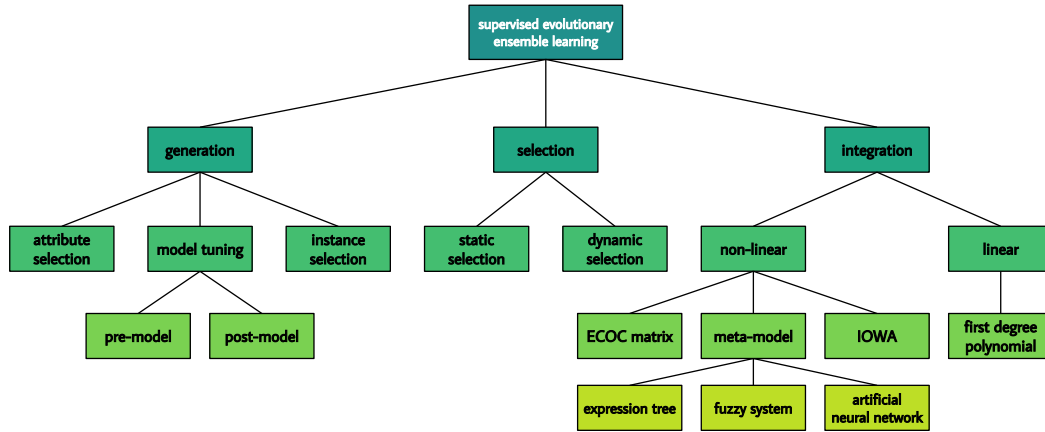 supervised evolutionary
ensemble learning
generation
selection
integration
attribute
selection
model tuning
instance
selection
static
selection
dynamic
selection
non-linear
linear
pre-model
post-model
ECOC matrix
meta-model
IOWA
first degree
polynomial
expression tree
fuzzy system
artificial
neural network